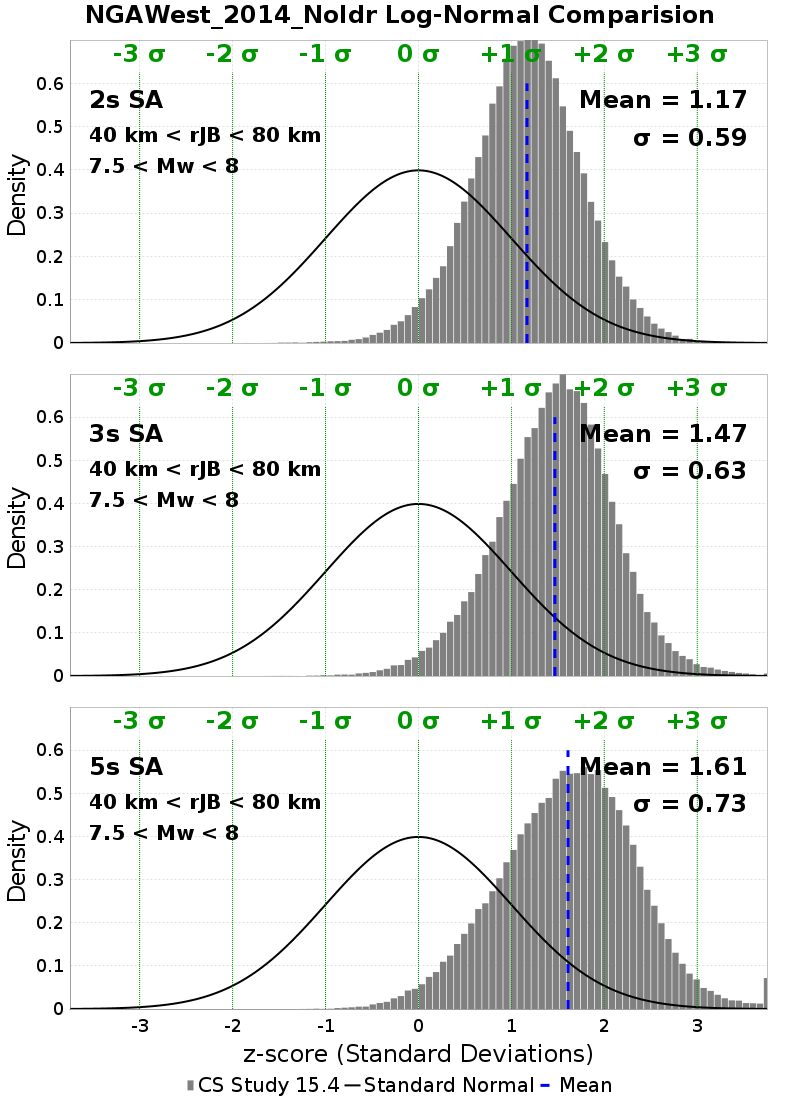 NGAWest_2014_NoIdr Log-Normal Comparision
-3 σ -2 σ -1 σ 0 σ +1 σ +2 σ +3 σ
2s SA
Mean = 1.17
40 km < rJB < 80 km
σ = 0.59
7.5 < Mw < 8
Density
0.6
0.5
0.4
0.3
0.2
0.1
0
-3 σ -2 σ -1 σ 0 σ +1 σ +2 σ +3 σ
3s SA
Mean = 1.47
40 km < rJB < 80 km
σ = 0.63
7.5 < Mw < 8
Density
0.6
0.5
0.4
0.3
0.2
0.1
0
-3 σ -2 σ -1 σ 0 σ +1 σ +2 σ +3 σ
5s SA
Mean = 1.61
40 km < rJB < 80 km
σ = 0.73
7.5 < Mw < 8
Density
0.6
0.5
0.4
0.3
0.2
0.1
0
-3 -2 -1 0 1 2 3
z-score (Standard Deviations)
CS Study 15.4 Standard Normal Mean